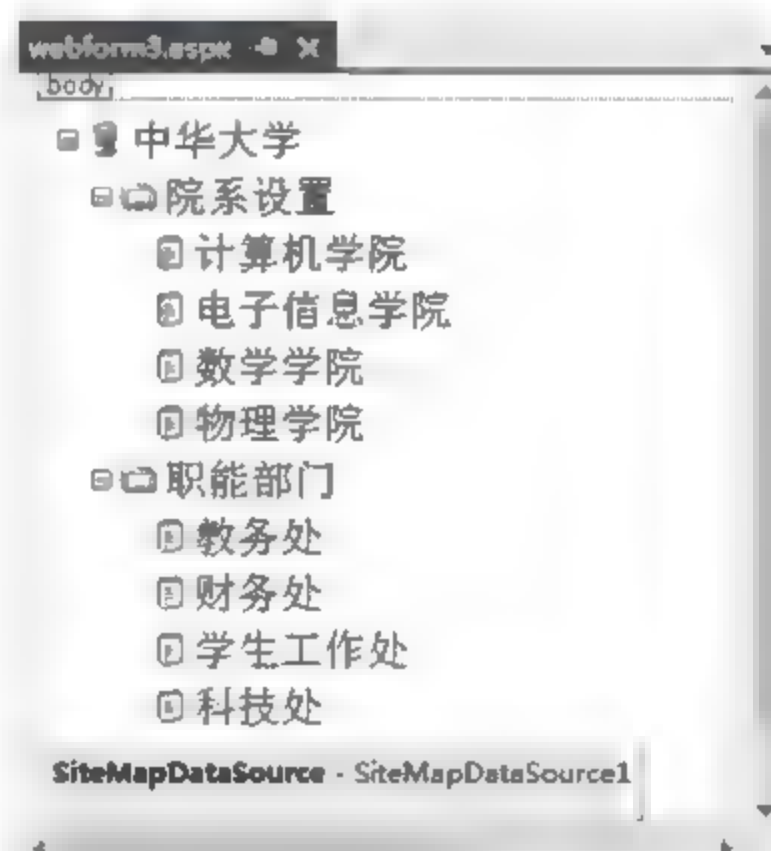 webform3.aspx
body
中华大学
院系设置
计算机学院
电子信息学院
数学学院
物理学院
职能部门
教务处
财务处
学生工作处
科技处
SiteMapDataSource - SiteMapDataSource1